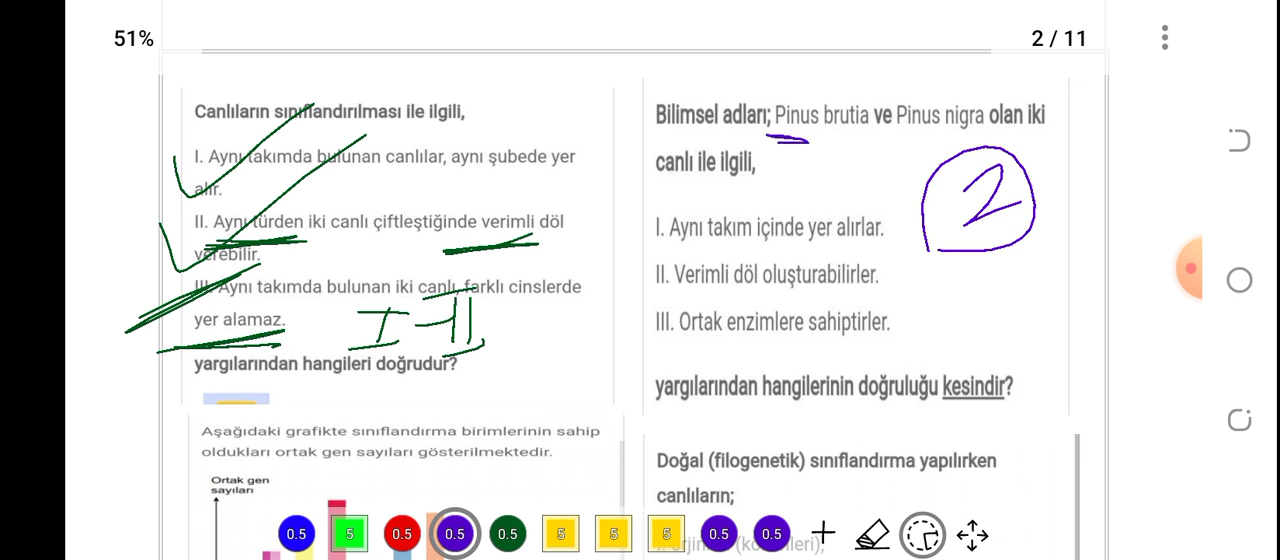 51%
2 / 11
Canlıların sınıflandırılması ile ilgili,
I. Aynı takımda bulunan canlılar, aynı şubede yer
alır.
II. Aynı türden iki canlı çiftleştiğinde verimli döl
verebilir.
III. Aynı takımda bulunan iki canlı, farklı cinslerde
yer alamaz.
I - II
yargılarından hangileri doğrudur?
Aşağıdaki grafikte sınıflandırma birimlerinin sahip
oldukları ortak gen sayıları gösterilmektedir.
Ortak gen
sayıları
Bilimsel adları; Pinus brutia ve Pinus nigra olan iki
canlı ile ilgili,
2
I. Aynı takım içinde yer alırlar.
II. Verimli döl oluşturabilirler.
III. Ortak enzimlere sahiptirler.
yargılarından hangilerinin doğruluğu kesindir?
Doğal (filogenetik) sınıflandırma yapılırken
canlıların;
0.5 5 0.5 0.5 0.5 5 5 5 0.5 0.5